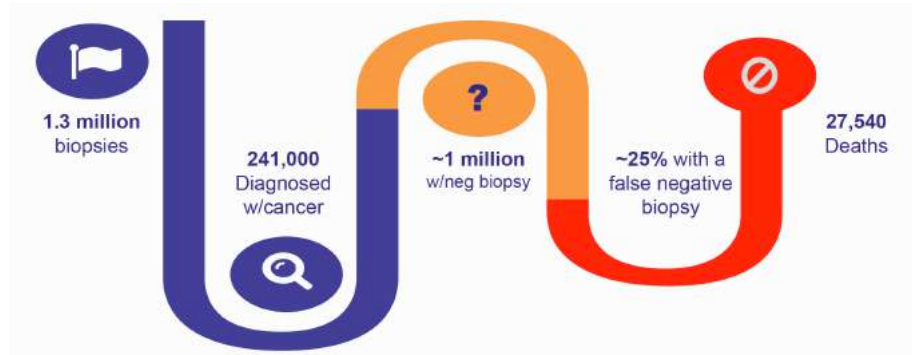 1.3 million
biopsies
241,000
Diagnosed
w/cancer
?
~1 million
w/neg biopsy
~25% with a
false negative
biopsy
27,540
Deaths